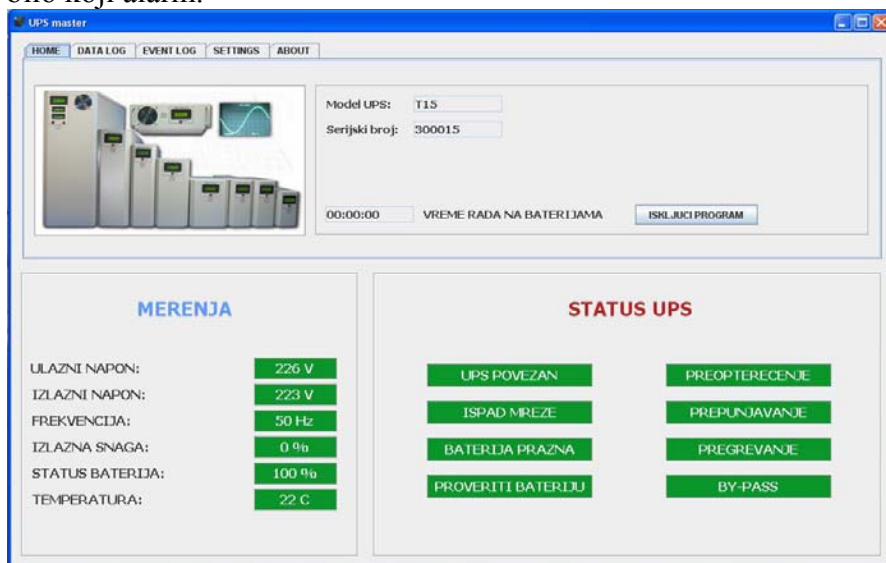 UPS master
HOME DATA LOG EVENT LOG SETTINGS ABOUT
Model UPS: T15
Serijski broj: 300015
00:00:00 VREME RADA NA BATERIJAMA ISKLJUCI PROGRAM
MERENJA
ULAZNI NAPON: 226 V
IZLAZNI NAPON: 223 V
FREKVENCIJA: 50 Hz
IZLAZNA SNAGA: 0 %
STATUS BATERIJA: 100 %
TEMPERATURA: 22 C
STATUS UPS
UPS POVEZAN PREOPTERECENJE
ISPAD MREZE PREPUNJAVANJE
BATERIJA PRAZNA PREGREVANJE
PROVERITI BATERIJU BY-PASS